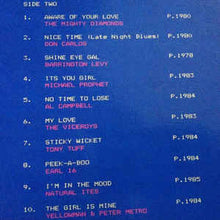 SIDE TWO
1. AWARE OF YOUR LOVE P.1980
THE MIGHTY DIAMONDS
2. NICE TIME (Late Night Blues) P.1980
DON CARLOS
3. SHINE EYE GAL P.1978
BARRINGTON LEVY
4. ITS YOU GIRL P.1983
MICHAEL PROPHET
5. NO TIME TO LOSE P.1984
AL CAMPBELL
6. MY LOVE P.1983
THE VICEROYS
7. STICKY WICKET P.1984
TONY TUFF
8. PEEK-A-BOO P.1984
EARL 16
9. I'M IN THE MOOD P.1985
NATURAL ITES
10. THE GIRL IS MINE P.1984
YELLOWMAN & PETER METRO